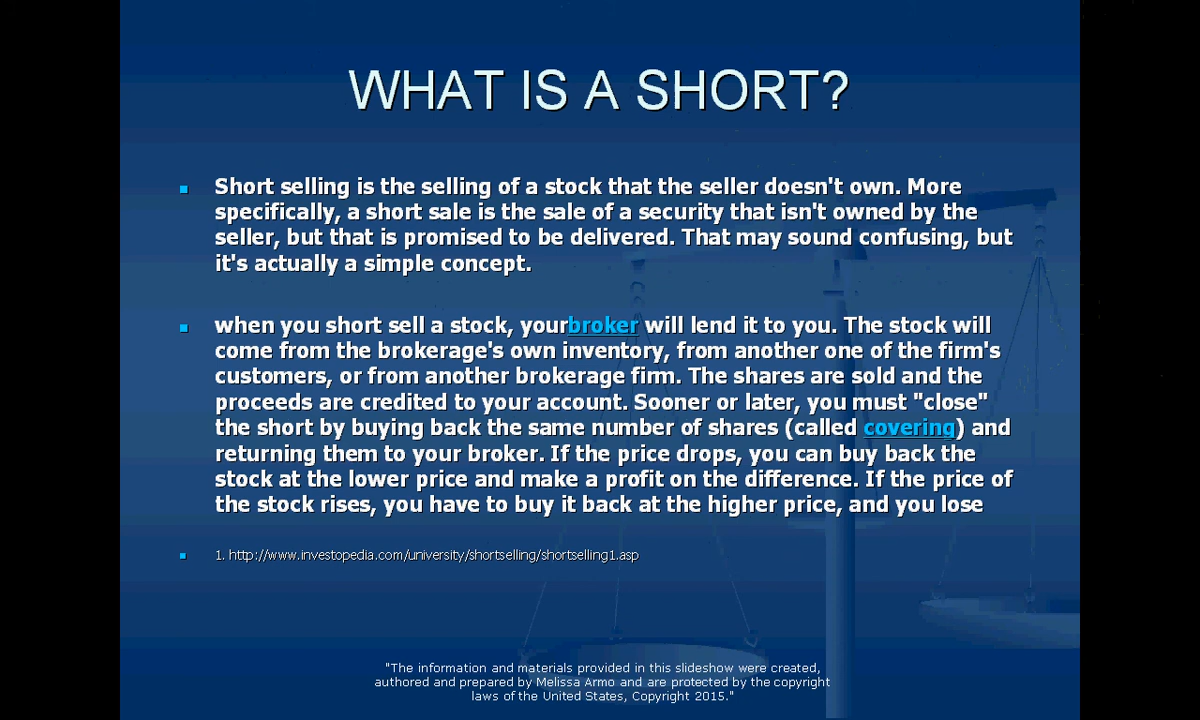 WHAT IS A SHORT?
Short selling is the selling of a stock that the seller doesn't own. More
specifically, a short sale is the sale of a security that isn't owned by the
seller, but that is promised to be delivered. That may sound confusing, but
it's actually a simple concept.
when you short sell a stock, yourbroker will lend it to you. The stock will
come from the brokerage's own inventory, from another one of the firm's
customers, or from another brokerage firm. The shares are sold and the
proceeds are credited to your account. Sooner or later, you must "close"
the short by buying back the same number of shares (called covering) and
returning them to your broker. If the price drops, you can buy back the
stock at the lower price and make a profit on the difference. If the price of
the stock rises, you have to buy it back at the higher price, and you lose
1. http://www.investopedia.com/university/shortselling/shortselling1.asp
"The information and materials provided in this slideshow were created,
authored and prepared by Melissa Armo and are protected by the copyright
laws of the United States, Copyright 2015."